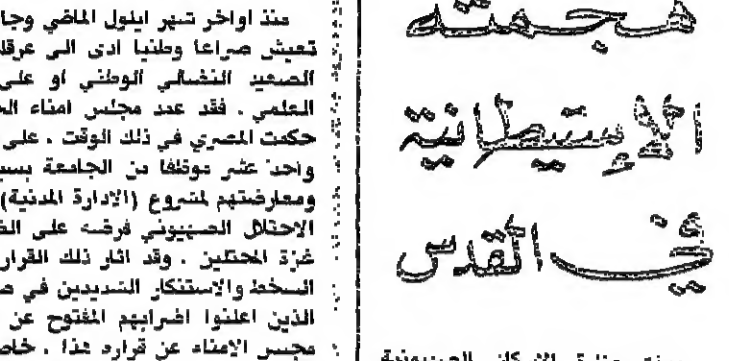 هجمته
الاستيطانية
في القدس
منذ اواخر شهر ايلول الماضي وجا
تعيش صراعا وطنيا ادى الى عرقل
الصعيد النضالي الوطني او على
العلمي . فقد عمد مجلس امناء الج
حكمت المصري في ذلك الوقت . على
واحد عشر موظفا من الجامعة بسب
ومعارضتهم لمشروع (الادارة المدنية)
الاحتلال الصهيوني فرضه على الض
غزة المحتلين . وقد اثار ذلك القرار
السخط والاستنكار الشديدين في ص
الذين اعلنوا اضرابهم المفتوح عن
مجلس الامناء عن قراره هذا . خاص